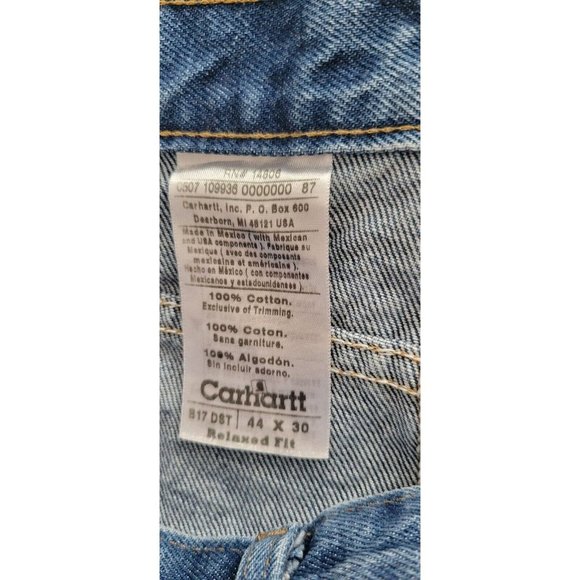 RN# 14806
CS07 109936 0000000 87
Carhartt, Inc. P. O. Box 600
Dearborn, MI 48121 USA
Made in Mexico ( with Mexican
and USA components ). Fabrique au
Mexique ( avec des composants
mexicains et américains ).
Hecho en México ( con componentes
Mexicanos y estadounidenses ).
100% Cotton.
Exclusive of Trimming.
100% Coton.
Sans garniture.
100% Algodón.
Sin incluir adorno.
Carhartt
B17 DST 44 X 30
Relaxed Fit